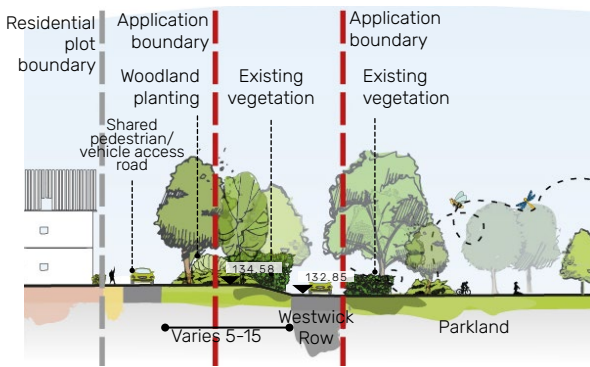 Residential
plot
boundary
Application
boundary
Application
boundary
Woodland
planting
Existing
vegetation
Existing
vegetation
Shared
pedestrian/
vehicle access
road
134.58
132.85
Westwick
Row
Varies 5-15
Parkland